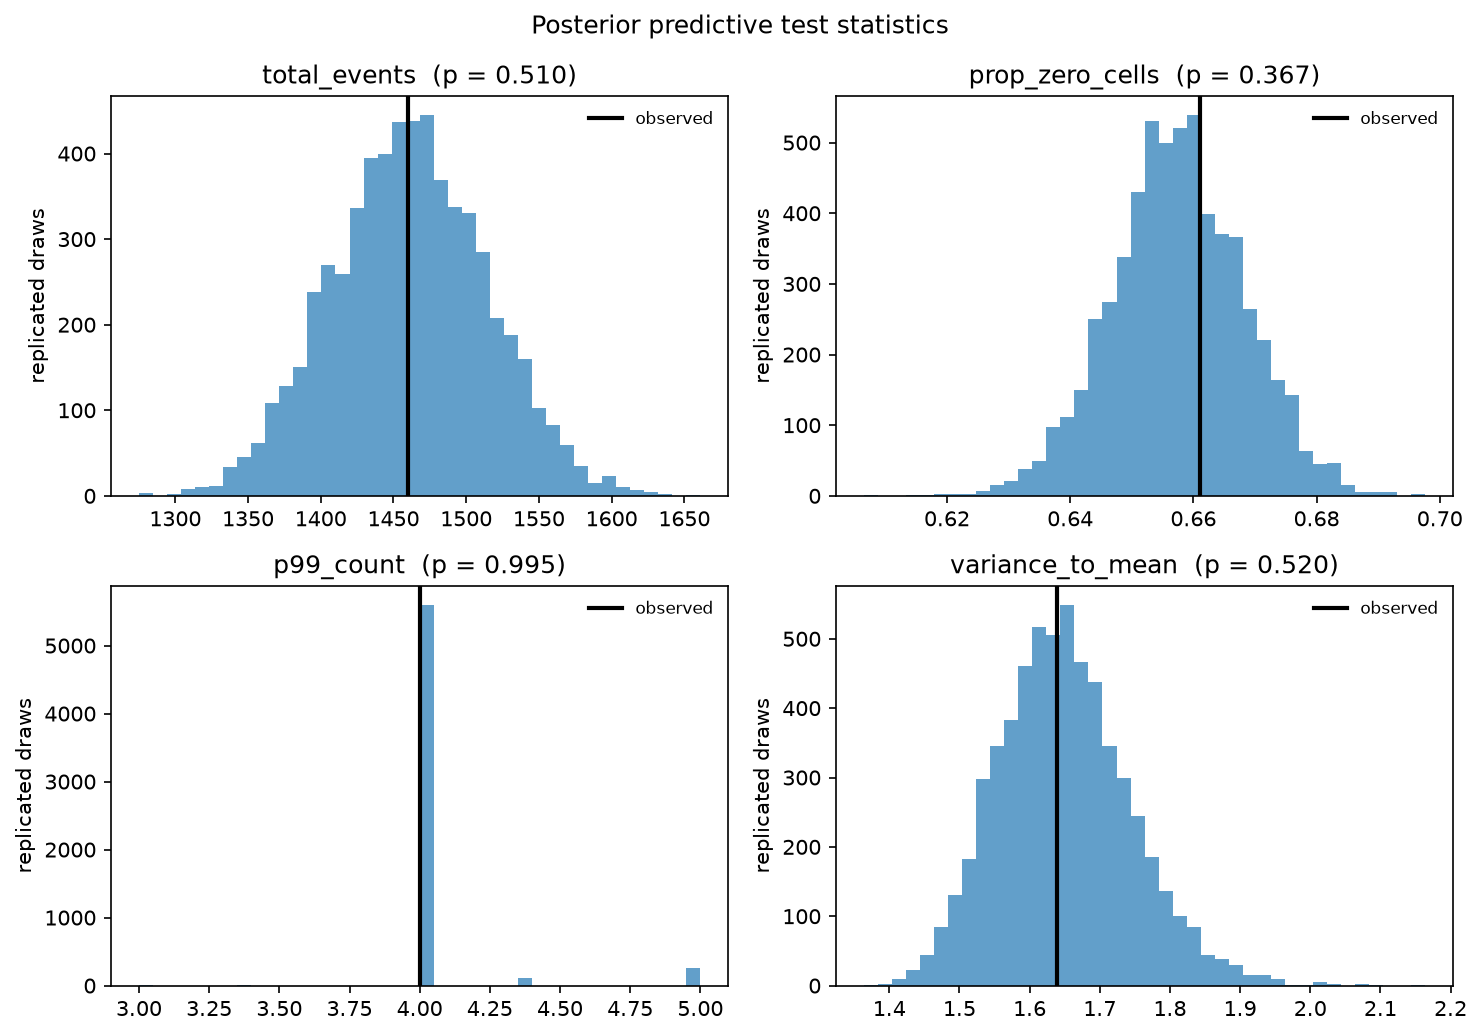 Posterior predictive test statistics
total_events (p = 0.510)
observed
replicated draws
400
300
200
100
0
1300 1350 1400 1450 1500 1550 1600 1650
prop_zero_cells (p = 0.367)
observed
replicated draws
500
400
300
200
100
0
0.62 0.64 0.66 0.68 0.70
p99_count (p = 0.995)
observed
replicated draws
5000
4000
3000
2000
1000
0
3.00 3.25 3.50 3.75 4.00 4.25 4.50 4.75 5.00
variance_to_mean (p = 0.520)
observed
replicated draws
500
400
300
200
100
0
1.4 1.5 1.6 1.7 1.8 1.9 2.0 2.1 2.2